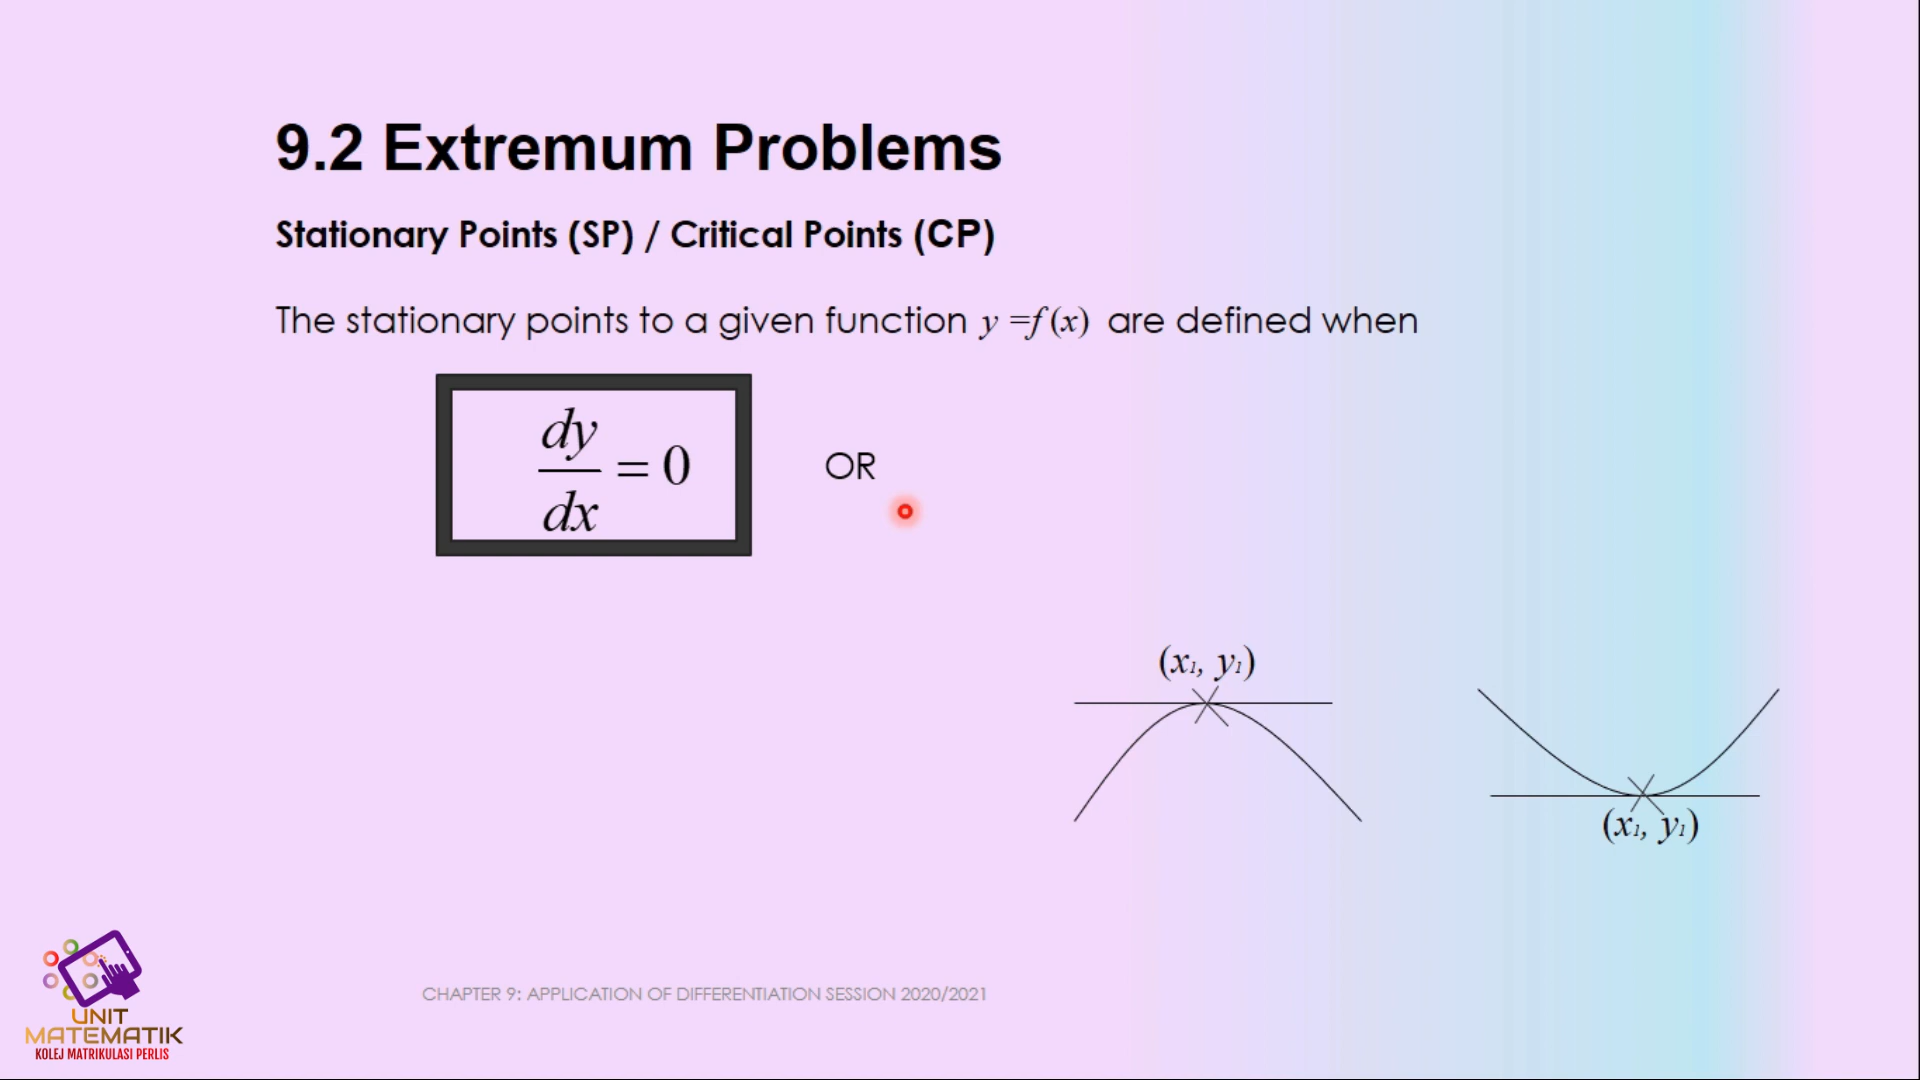 9.2 Extremum Problems
Stationary Points (SP) / Critical Points (CP)
The stationary points to a given function y =f (x) are defined when
dy
dx
= 0
OR
(x₁, y₁)
(x₁, y₁)
CHAPTER 9: APPLICATION OF DIFFERENTIATION SESSION 2020/2021
UNIT
MATEMATIK
KOLEJ MATRIKULASI PERLIS